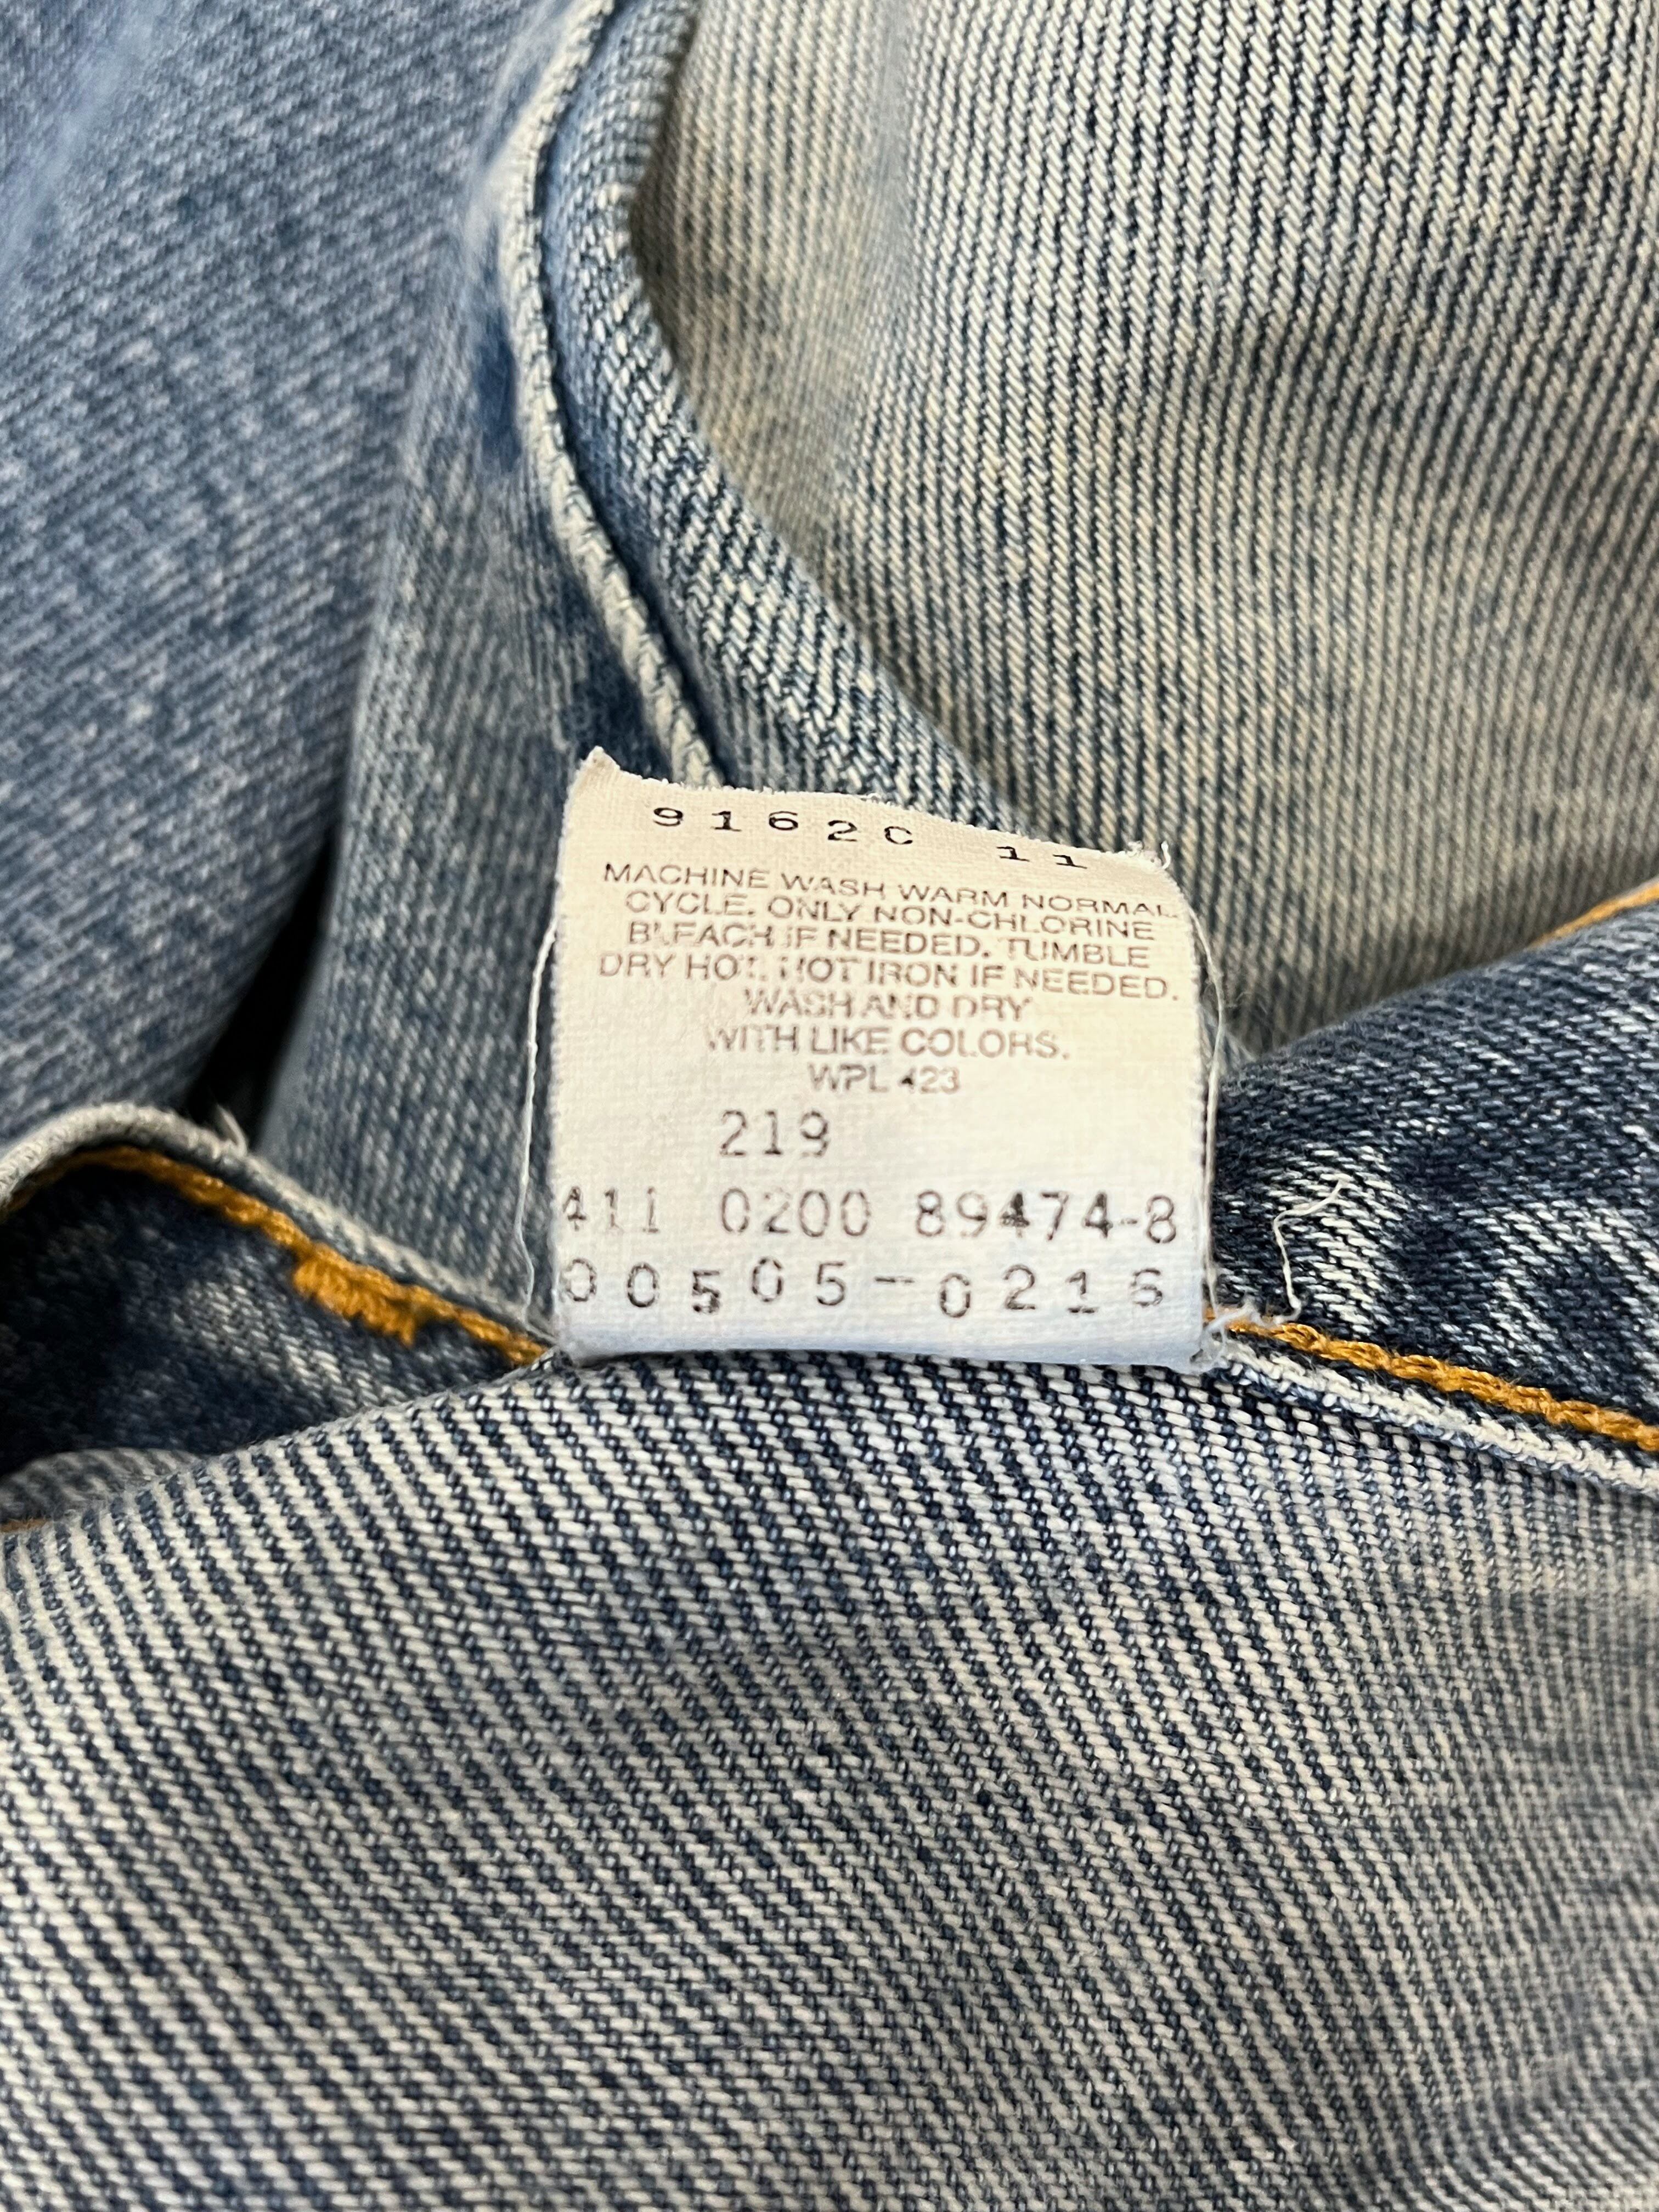 9162C 11
MACHINE WASH WARM NORMAL
CYCLE. ONLY NON-CHLORINE
BLEACH IF NEEDED. TUMBLE
DRY HOT. HOT IRON IF NEEDED.
WASH AND DRY
WITH LIKE COLORS.
WPL 423
219
411 0200 89474-8
00505-0216